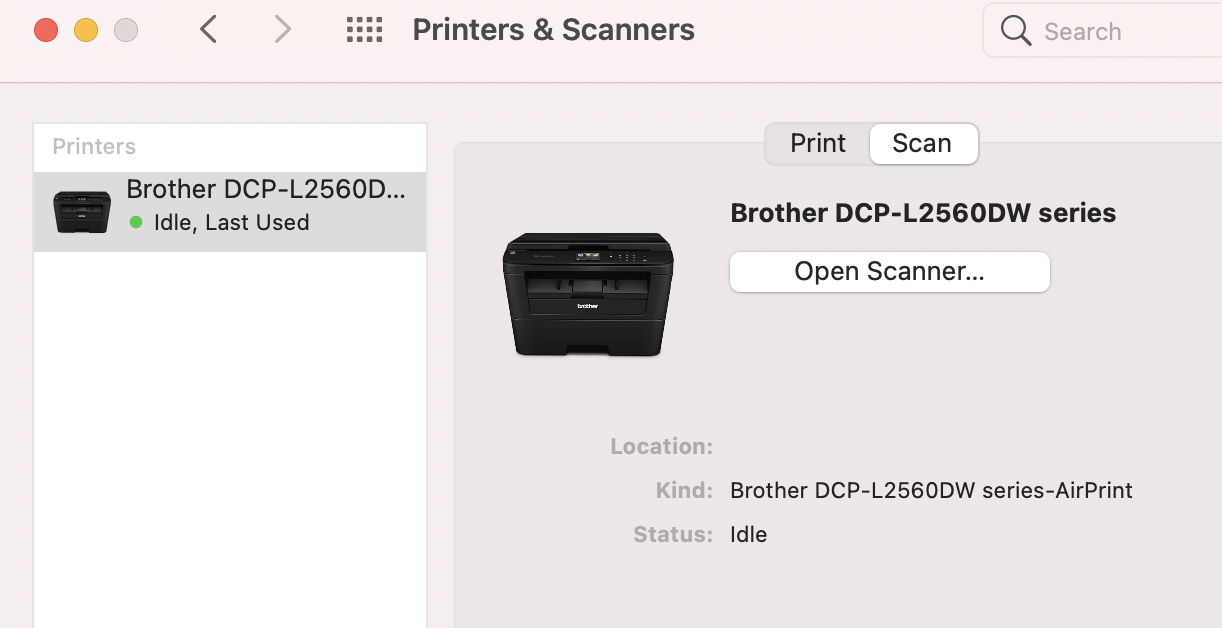 Printers & Scanners
Search
Printers
Brother DCP-L2560D...
Idle, Last Used
Print
Scan
Brother DCP-L2560DW series
Open Scanner...
brother
Location:
Kind: Brother DCP-L2560DW series-AirPrint
Status: Idle